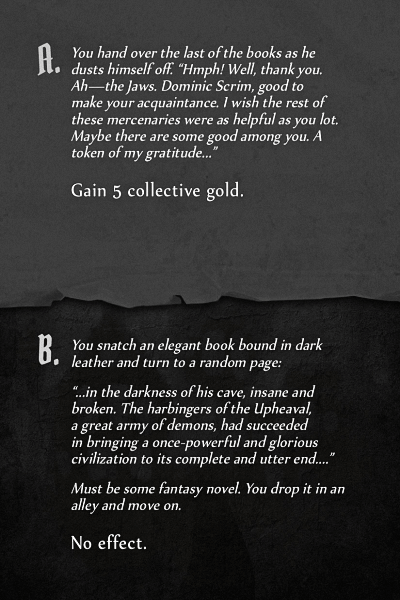 A. You hand over the last of the books as he
dusts himself off. “Hmph! Well, thank you.
Ah—the Jaws. Dominic Scrim, good to
make your acquaintance. I wish the rest of
these mercenaries were as helpful as you lot.
Maybe there are some good among you. A
token of my gratitude...”
Gain 5 collective gold.
B. You snatch an elegant book bound in dark
leather and turn to a random page:
“...in the darkness of his cave, insane and
broken. The harbingers of the Upheaval,
a great army of demons, had succeeded
in bringing a once-powerful and glorious
civilization to its complete and utter end....”
Must be some fantasy novel. You drop it in an
alley and move on.
No effect.